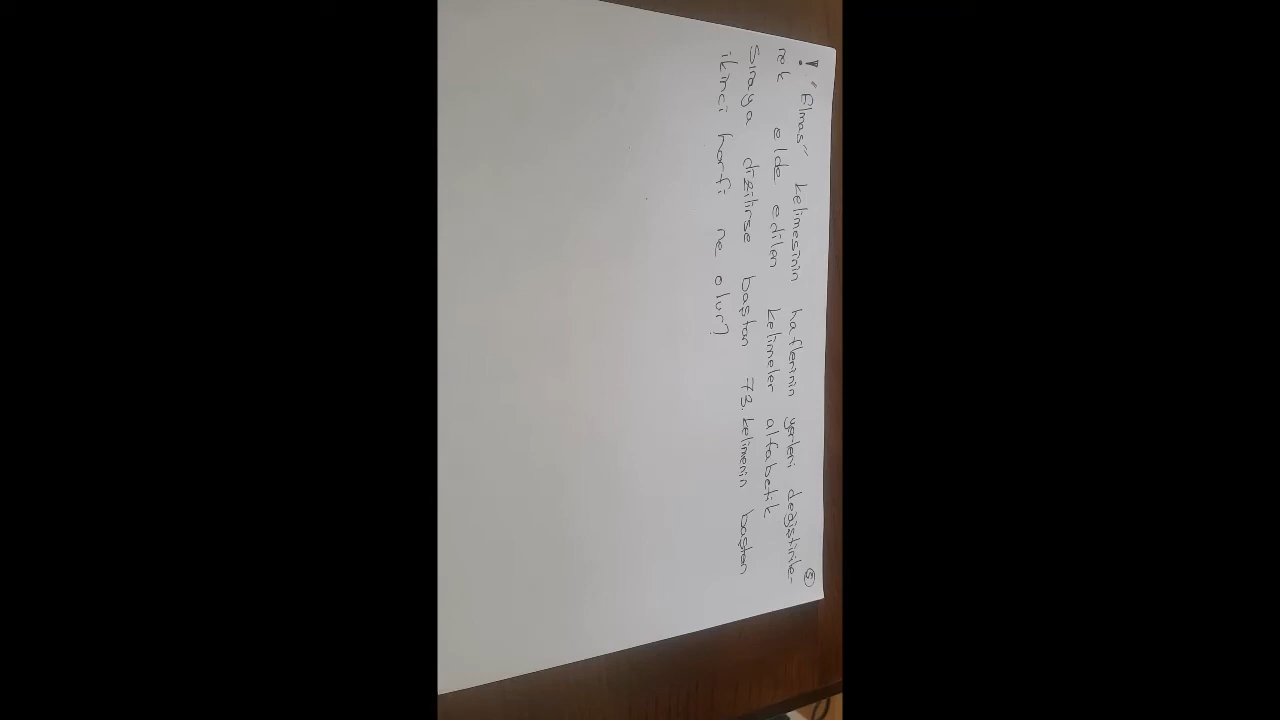 ! "Elmas" kelimesinin haflerinin yerleri değiştirile- ⑤
rek elde edilen kelimeler alfabetik
sıraya dizilirse baştan 73. kelimenin baştan
ikinci harfi ne olur?